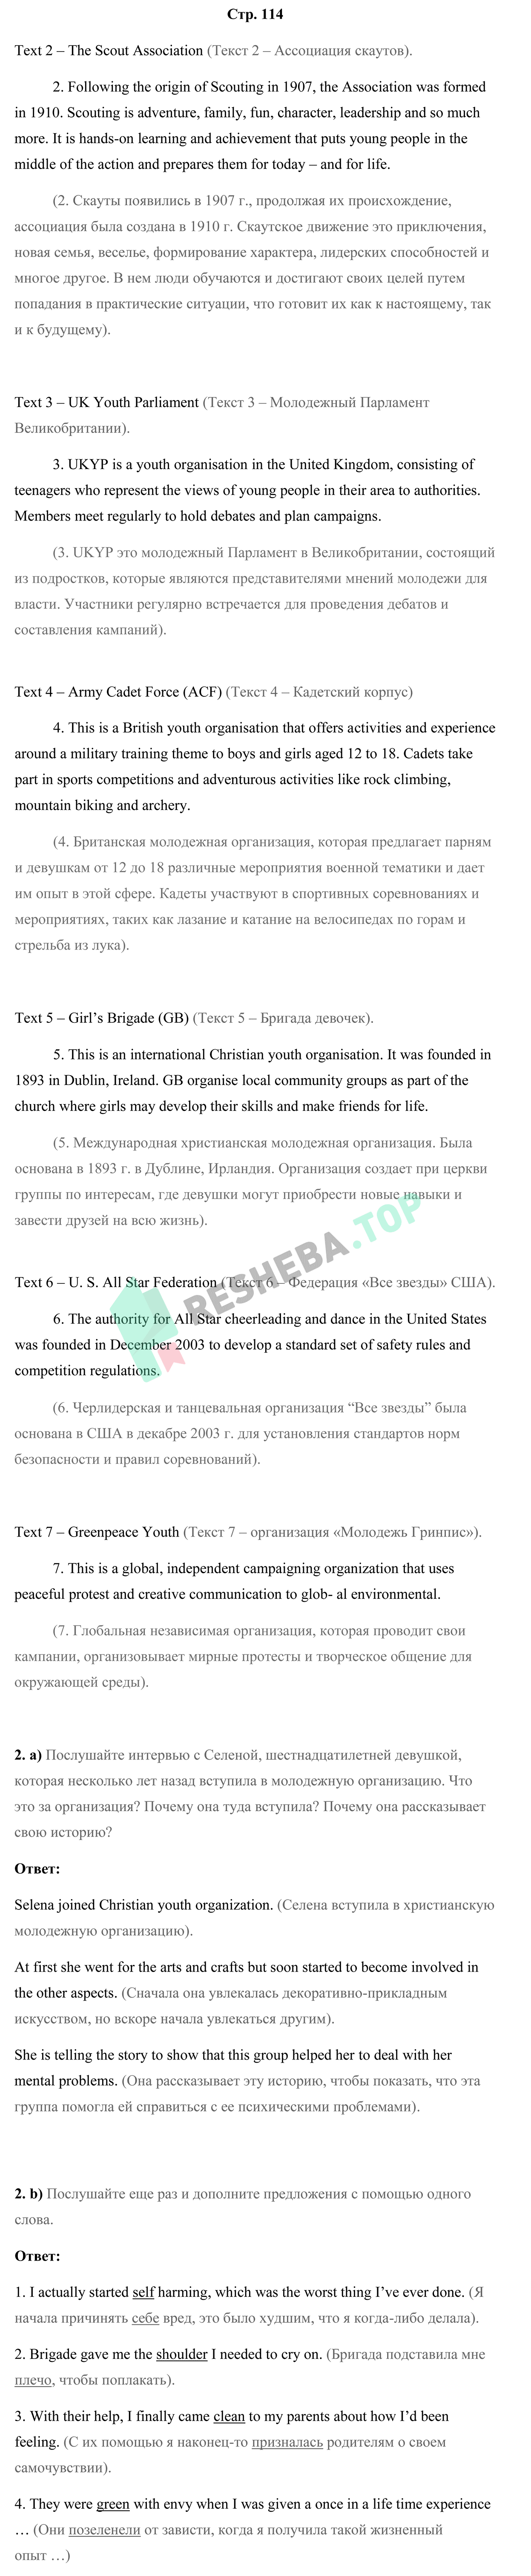 Стр. 114
Text 2 – The Scout Association (Текст 2 – Ассоциация скаутов).
2. Following the origin of Scouting in 1907, the Association was formed
in 1910. Scouting is adventure, family, fun, character, leadership and so much
more. It is hands-on learning and achievement that puts young people in the
middle of the action and prepares them for today – and for life.
(2. Скауты появились в 1907 г., продолжая их происхождение,
ассоциация была создана в 1910 г. Скаутское движение это приключения,
новая семья, веселье, формирование характера, лидерских способностей и
многое другое. В нем люди обучаются и достигают своих целей путем
попадания в практические ситуации, что готовит их как к настоящему, так
и к будущему).
Text 3 – UK Youth Parliament (Текст 3 – Молодежный Парламент
Великобритании).
3. UKYP is a youth organisation in the United Kingdom, consisting of
teenagers who represent the views of young people in their area to authorities.
Members meet regularly to hold debates and plan campaigns.
(3. UKYP это молодежный Парламент в Великобритании, состоящий
из подростков, которые являются представителями мнений молодежи для
власти. Участники регулярно встречается для проведения дебатов и
составления кампаний).
Text 4 – Army Cadet Force (ACF) (Текст 4 – Кадетский корпус)
4. This is a British youth organisation that offers activities and experience
around a military training theme to boys and girls aged 12 to 18. Cadets take
part in sports competitions and adventurous activities like rock climbing,
mountain biking and archery.
(4. Британская молодежная организация, которая предлагает парням
и девушкам от 12 до 18 различные мероприятия военной тематики и дает
им опыт в этой сфере. Кадеты участвуют в спортивных соревнованиях и
мероприятиях, таких как лазание и катание на велосипедах по горам и
стрельба из лука).
Text 5 – Girl’s Brigade (GB) (Текст 5 – Бригада девочек).
5. This is an international Christian youth organisation. It was founded in
1893 in Dublin, Ireland. GB organise local community groups as part of the
church where girls may develop their skills and make friends for life.
(5. Международная христианская молодежная организация. Была
основана в 1893 г. в Дублине, Ирландия. Организация создает при церкви
группы по интересам, где девушки могут приобрести новые навыки и
завести друзей на всю жизнь).
RESHEBA.TOP
Text 6 – U. S. All Star Federation (Текст 6 – Федерация «Все звезды» США).
6. The authority for All Star cheerleading and dance in the United States
was founded in December 2003 to develop a standard set of safety rules and
competition regulations.
(6. Черлидерская и танцевальная организация “Все звезды” была
основана в США в декабре 2003 г. для установления стандартов норм
безопасности и правил соревнований).
Text 7 – Greenpeace Youth (Текст 7 – организация «Молодежь Гринпис»).
7. This is a global, independent campaigning organization that uses
peaceful protest and creative communication to glob- al environmental.
(7. Глобальная независимая организация, которая проводит свои
кампании, организовывает мирные протесты и творческое общение для
окружающей среды).
2. a) Послушайте интервью с Селеной, шестнадцатилетней девушкой,
которая несколько лет назад вступила в молодежную организацию. Что
это за организация? Почему она туда вступила? Почему она рассказывает
свою историю?
Ответ:
Selena joined Christian youth organization. (Селена вступила в христианскую
молодежную организацию).
At first she went for the arts and crafts but soon started to become involved in
the other aspects. (Сначала она увлекалась декоративно-прикладным
искусством, но вскоре начала увлекаться другим).
She is telling the story to show that this group helped her to deal with her
mental problems. (Она рассказывает эту историю, чтобы показать, что эта
группа помогла ей справиться с ее психическими проблемами).
2. b) Послушайте еще раз и дополните предложения с помощью одного
слова.
Ответ:
1. I actually started self harming, which was the worst thing I’ve ever done. (Я
начала причинять себе вред, это было худшим, что я когда-либо делала).
2. Brigade gave me the shoulder I needed to cry on. (Бригада подставила мне
плечо, чтобы поплакать).
3. With their help, I finally came clean to my parents about how I’d been
feeling. (С их помощью я наконец-то призналась родителям о своем
самочувствии).
4. They were green with envy when I was given a once in a life time experience
… (Они позеленели от зависти, когда я получила такой жизненный
опыт …)